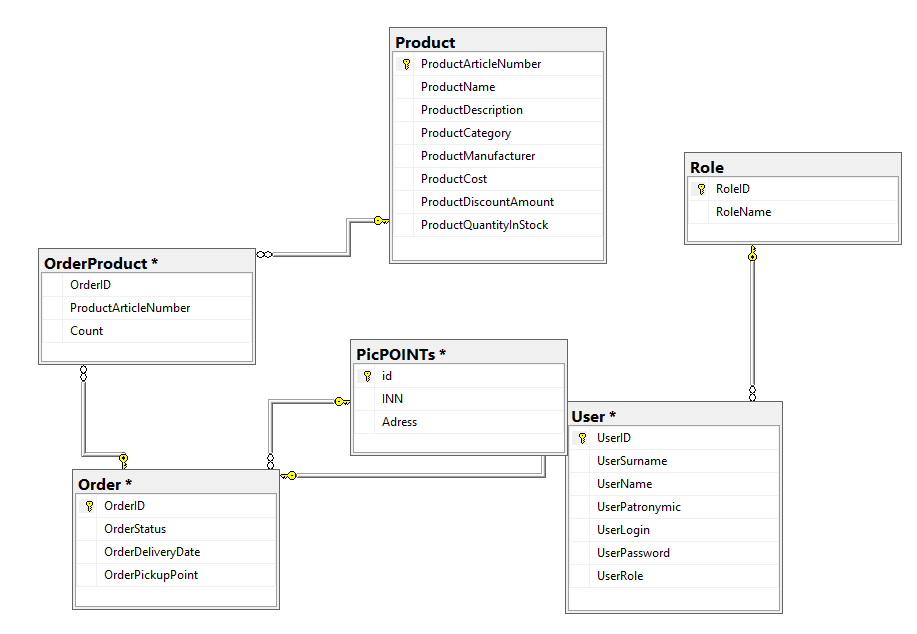 Product
ProductArticleNumber
ProductName
ProductDescription
ProductCategory
ProductManufacturer
ProductCost
ProductDiscountAmount
ProductQuantityInStock
Role
RoleID
RoleName
OrderProduct *
OrderID
ProductArticleNumber
Count
PicPOINTs *
id
INN
Adress
User *
UserID
UserSurname
UserName
UserPatronymic
UserLogin
UserPassword
UserRole
Order *
OrderID
OrderStatus
OrderDeliveryDate
OrderPickupPoint